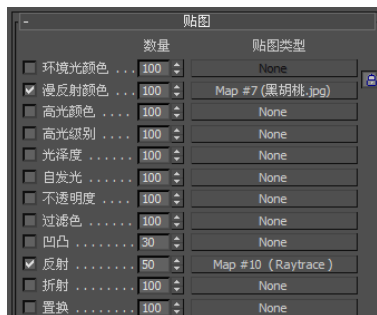 - 贴图
数量 贴图类型
环境光颜色 . . . 100 None
漫反射颜色 . . . 100 Map #7 (黑胡桃.jpg)
高光颜色 . . . . 100 None
高光级别 . . . . 100 None
光泽度 . . . . . . 100 None
自发光 . . . . . . 100 None
不透明度 . . . . 100 None
过滤色 . . . . . . 100 None
凹凸 . . . . . . . . 30 None
反射 . . . . . . . . 50 Map #10 (Raytrace)
折射 . . . . . . . . 100 None
置换 . . . . . . . . 100 None